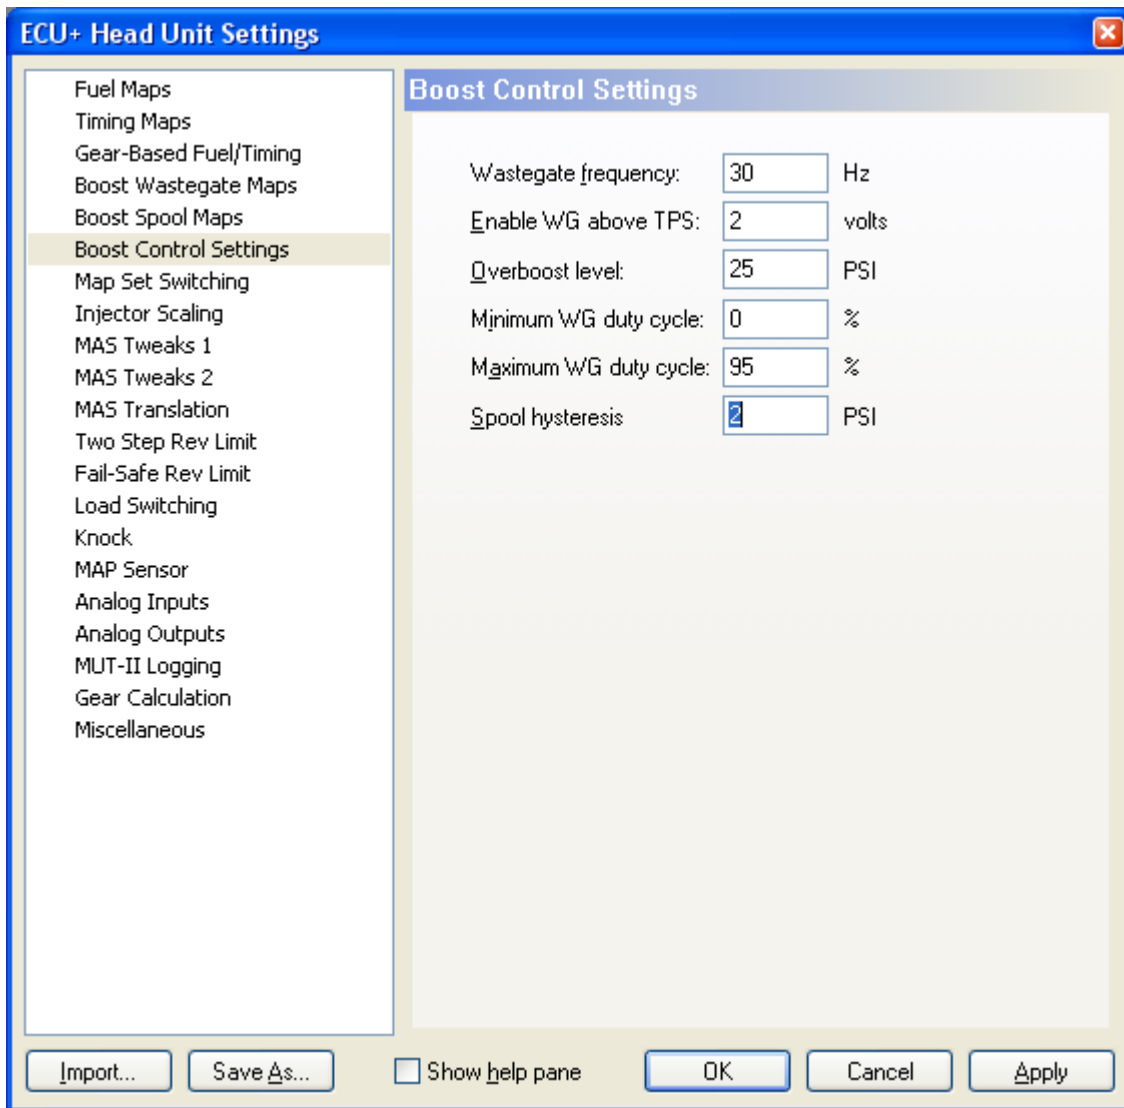 ECU+ Head Unit Settings
Fuel Maps
Timing Maps
Gear-Based Fuel/Timing
Boost Wastegate Maps
Boost Spool Maps
Boost Control Settings
Map Set Switching
Injector Scaling
MAS Tweaks 1
MAS Tweaks 2
MAS Translation
Two Step Rev Limit
Fail-Safe Rev Limit
Load Switching
Knock
MAP Sensor
Analog Inputs
Analog Outputs
MUT-II Logging
Gear Calculation
Miscellaneous
Boost Control Settings
Wastegate frequency: 30 Hz
Enable WG above TPS: 2 volts
Overboost level: 25 PSI
Minimum WG duty cycle: 0 %
Maximum WG duty cycle: 95 %
Spool hysteresis 2 PSI
Import... Save As... Show help pane OK Cancel Apply